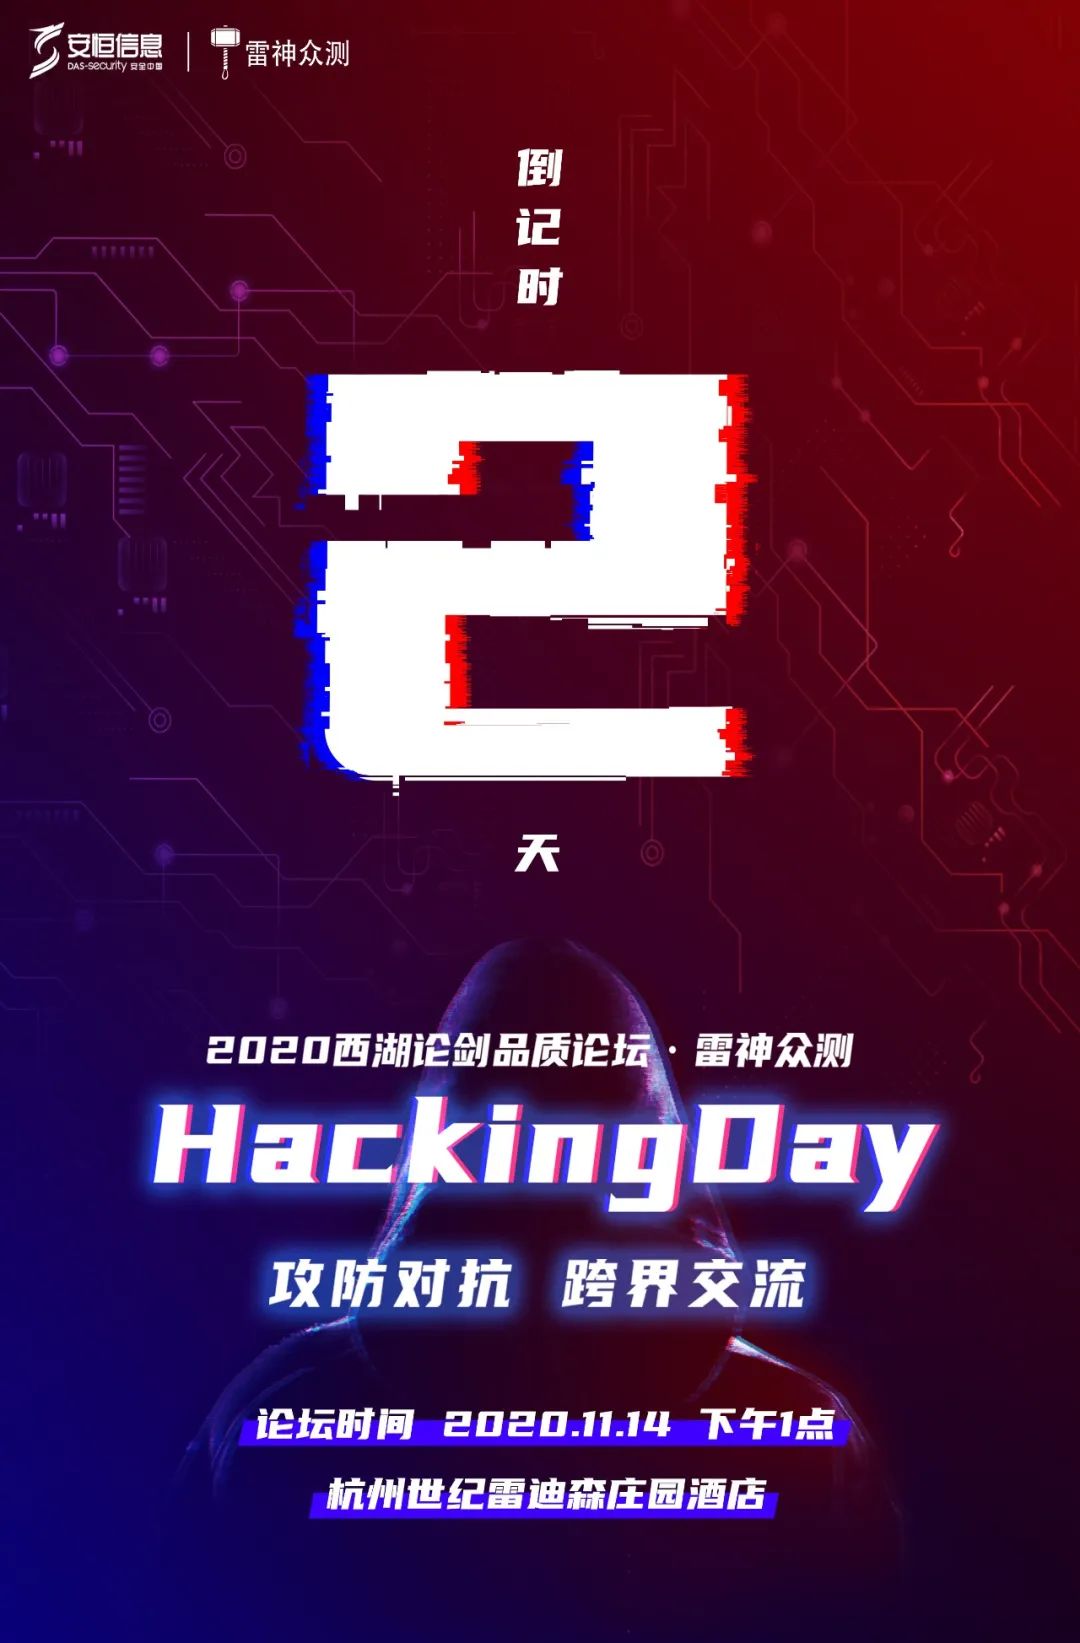 安恒信息
DAS-security 安全中国
雷神众测
倒
记
时
2
天
2020西湖论剑品质论坛·雷神众测
HackingDay
攻防对抗 跨界交流
论坛时间 2020.11.14 下午1点
杭州世纪雷迪森庄园酒店